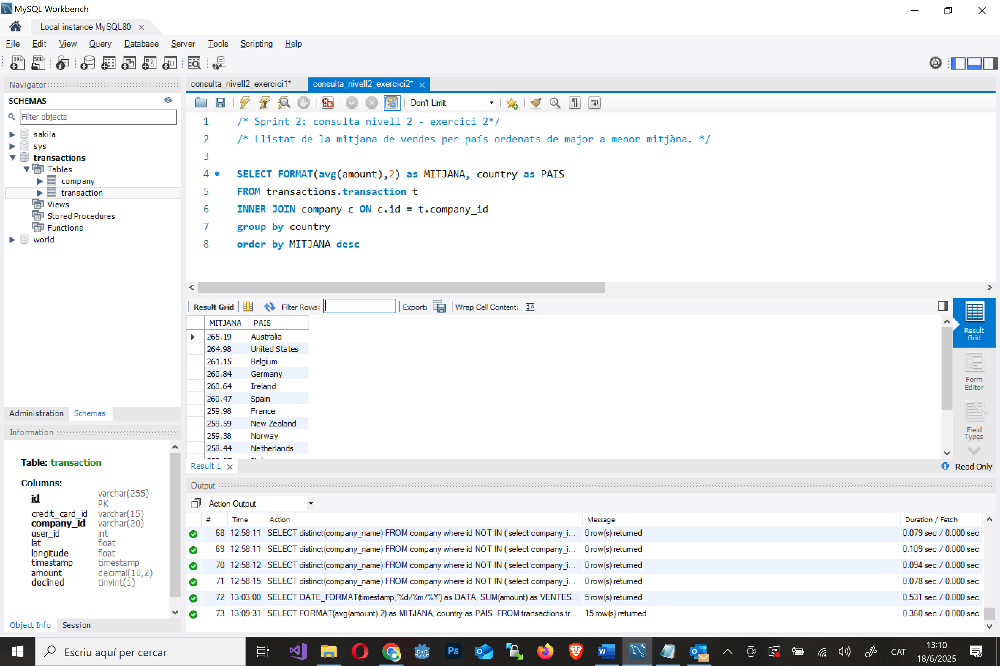 MySQL Workbench
Local instance MySQL80
File Edit View Query Database Server Tools Scripting Help
Navigator
SCHEMAS
Filter objects
sakila
sys
transactions
Tables
company
transaction
Views
Stored Procedures
Functions
world
Administration Schemas
Information
Table: transaction
Columns:
id varchar(255) PK
credit_card_id varchar(15)
company_id varchar(20)
user_id int
lat float
longitude float
timestamp timestamp
amount decimal(10,2)
declined tinyint(1)
Object Info Session
consulta_nivell2_exercici1* consulta_nivell2_exercici2*
Don't Limit
1 /* Sprint 2: consulta nivell 2 - exercici 2*/
2 /* Llistat de la mitjana de vendes per país ordenats de major a menor mitjàna. */
3
4 SELECT FORMAT(avg(amount),2) as MITJANA, country as PAIS
5 FROM transactions.transaction t
6 INNER JOIN company c ON c.id = t.company_id
7 group by country
8 order by MITJANA desc
Result Grid Filter Rows: Export: Wrap Cell Content:
MITJANA PAIS
265.19 Australia
264.98 United States
261.15 Belgium
260.84 Germany
260.64 Ireland
260.47 Spain
259.98 France
259.59 New Zealand
259.38 Norway
258.44 Netherlands
Result Grid
Form Editor
Field Types
Result 1
Read Only
Output
Action Output
# Time Action Message Duration / Fetch
68 12:58:11 SELECT distinct(company_name) FROM company where id NOT IN ( select company_i... 0 row(s) returned 0.079 sec / 0.000 sec
69 12:58:11 SELECT distinct(company_name) FROM company where id NOT IN ( select company_i... 0 row(s) returned 0.109 sec / 0.000 sec
70 12:58:12 SELECT distinct(company_name) FROM company where id NOT IN ( select company_i... 0 row(s) returned 0.094 sec / 0.000 sec
71 12:58:15 SELECT distinct(company_name) FROM company where id NOT IN ( select company_i... 0 row(s) returned 0.078 sec / 0.000 sec
72 13:03:00 SELECT DATE_FORMAT(timestamp,"%d/%m/%Y") as DATA, SUM(amount) as VENTES... 5 row(s) returned 0.531 sec / 0.000 sec
73 13:09:31 SELECT FORMAT(avg(amount),2) as MITJANA, country as PAIS FROM transactions.tr... 15 row(s) returned 0.360 sec / 0.000 sec
Escriu aquí per cercar
CAT
13:10
18/6/2025